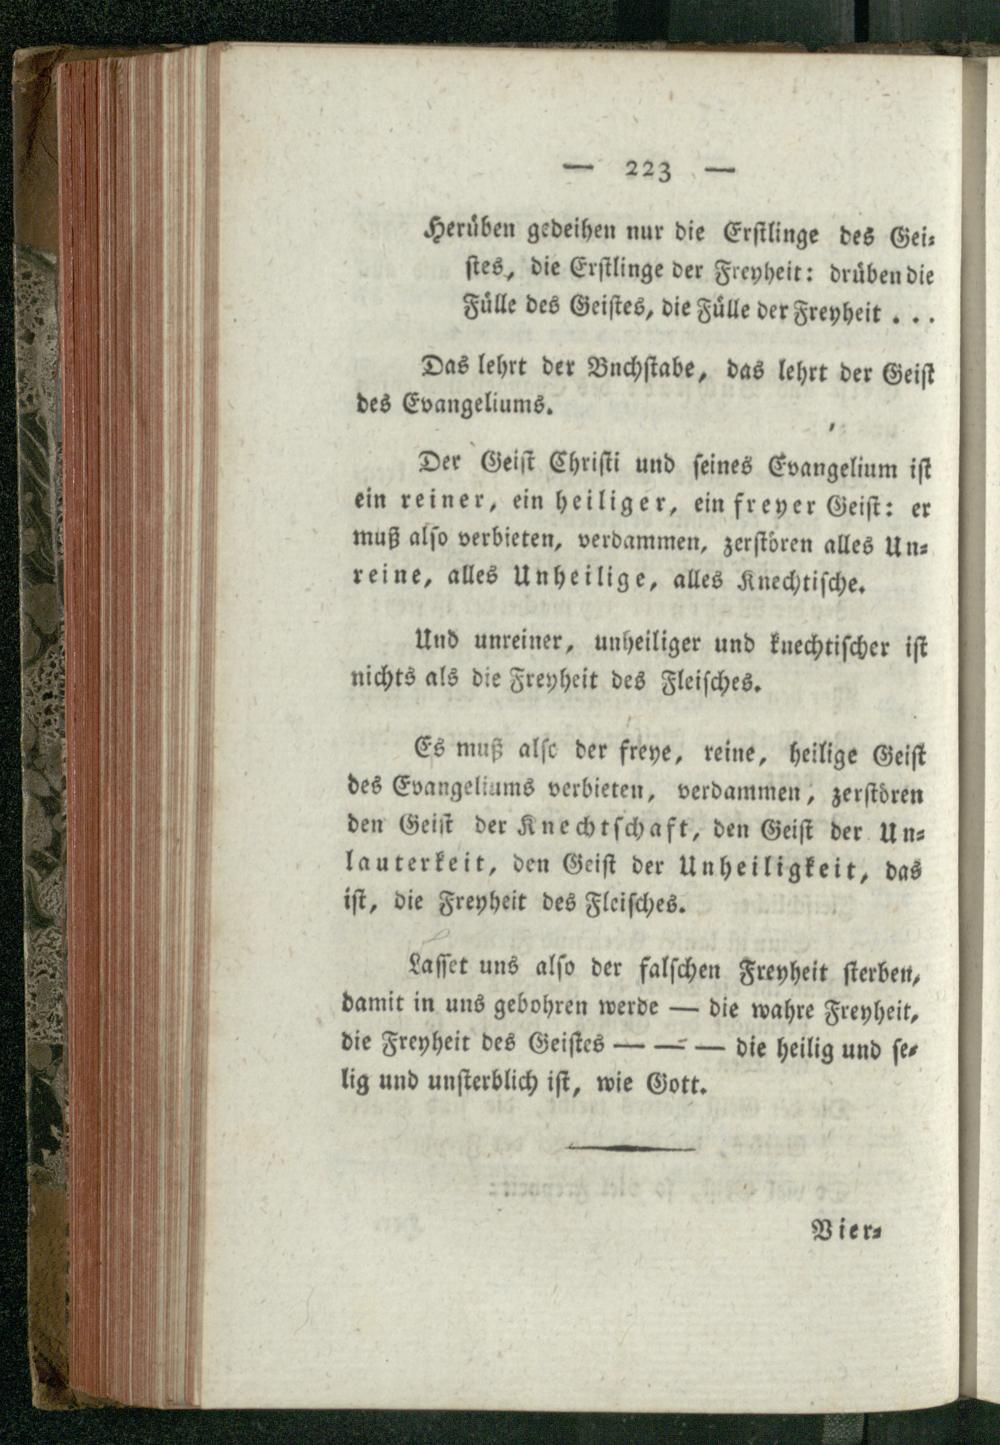 — 223 —
Herüben gedeihen nur die Erstlinge des Gei-
stes, die Erstlinge der Freyheit: drüben die
Fülle des Geistes, die Fülle der Freyheit . . .
Das lehrt der Bnchstabe, das lehrt der Geist
des Evangeliums.
Der Geist Christi und seines Evangelium ist
ein reiner, ein heiliger, ein freyer Geist: er
muß also verbieten, verdammen, zerstören alles Un-
reine, alles Unheilige, alles Knechtische.
Und unreiner, unheiliger und knechtischer ist
nichts als die Freyheit des Fleisches.
Es muß also der freye, reine, heilige Geist
des Evangeliums verbieten, verdammen, zerstören
den Geist der Knechtschaft, den Geist der Un-
lauterkeit, den Geist der Unheiligkeit, das
ist, die Freyheit des Fleisches.
Lasset uns also der falschen Freyheit sterben,
damit in uns gebohren werde — die wahre Freyheit,
die Freyheit des Geistes — — — die heilig und se-
lig und unsterblich ist, wie Gott.
Vier-